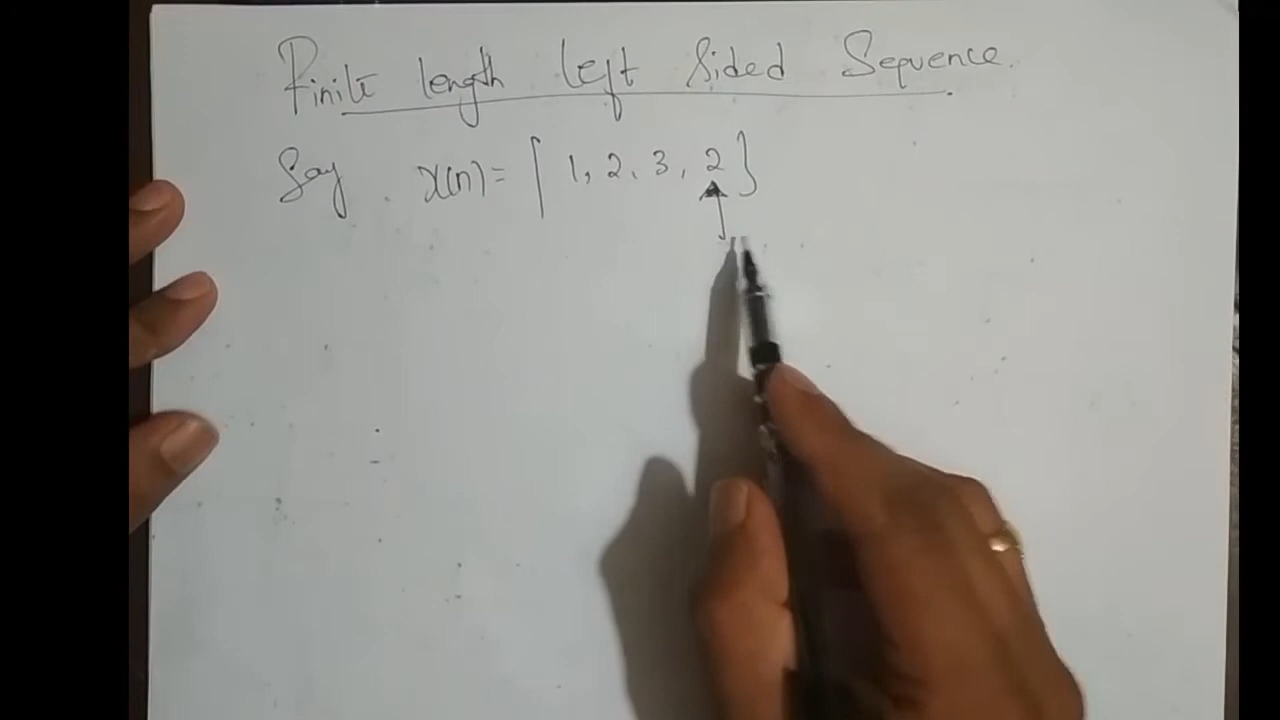 Finite length left Sided Sequence.
Say x(n) = { 1, 2, 3, 2 }